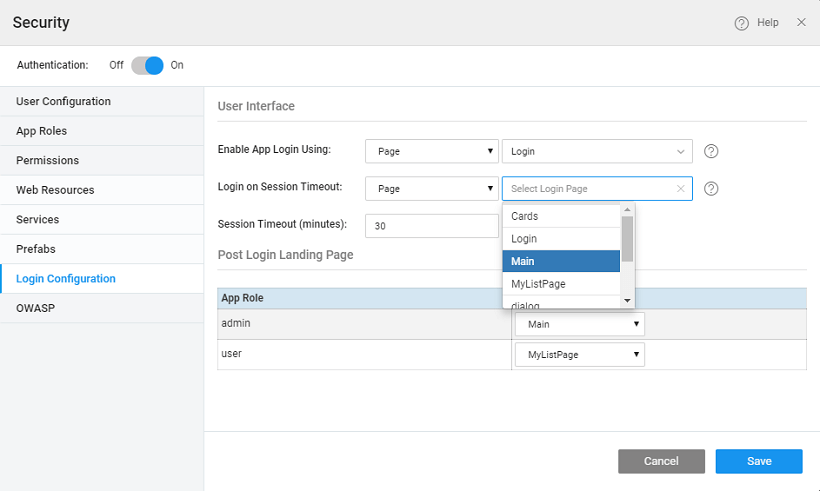 Security
Help
Authentication: Off On
User Configuration
App Roles
Permissions
Web Resources
Services
Prefabs
Login Configuration
OWASP
User Interface
Enable App Login Using: Page Login
Login on Session Timeout: Page Select Login Page
Cards
Login
Main
MyListPage
dialog
Session Timeout (minutes): 30
Post Login Landing Page
App Role
admin Main
user MyListPage
Cancel Save